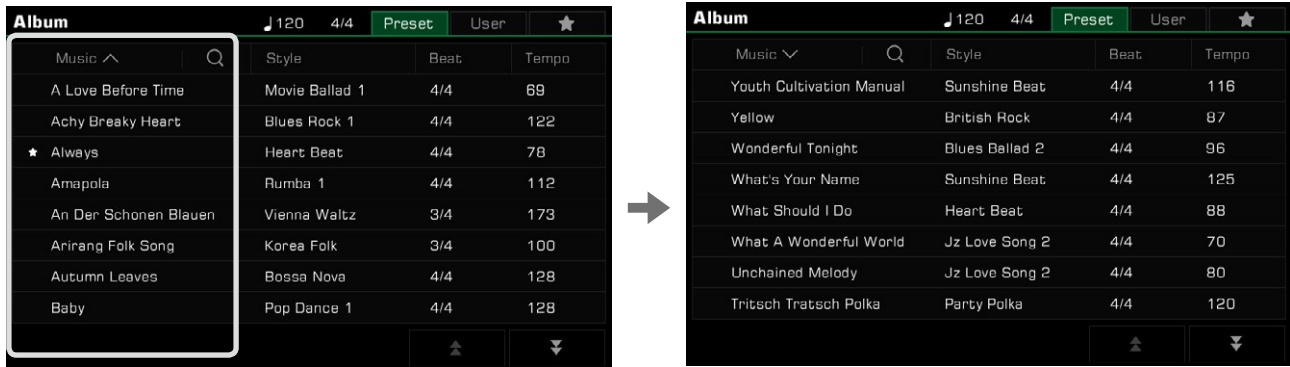 Album 120 4/4 Preset User
Music Style Beat Tempo
A Love Before Time Movie Ballad 1 4/4 69
Achy Breaky Heart Blues Rock 1 4/4 122
Always Heart Beat 4/4 78
Amapola Rumba 1 4/4 112
An Der Schonen Blauen Vienna Waltz 3/4 173
Arirang Folk Song Korea Folk 3/4 100
Autumn Leaves Bossa Nova 4/4 128
Baby Pop Dance 1 4/4 128
Album 120 4/4 Preset User
Music Style Beat Tempo
Youth Cultivation Manual Sunshine Beat 4/4 116
Yellow British Rock 4/4 87
Wonderful Tonight Blues Ballad 2 4/4 96
What's Your Name Sunshine Beat 4/4 125
What Should I Do Heart Beat 4/4 88
What A Wonderful World Jz Love Song 2 4/4 70
Unchained Melody Jz Love Song 2 4/4 80
Tritsch Tratsch Polka Party Polka 4/4 120